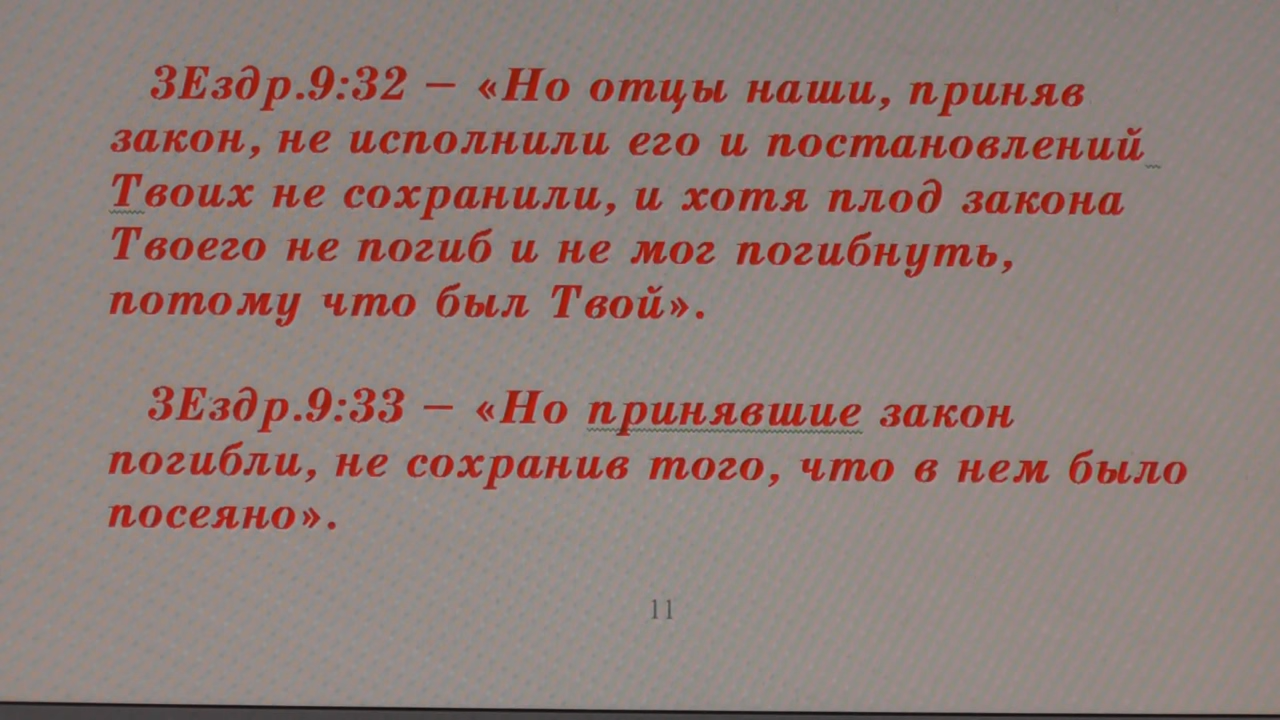 3Ездр.9:32 – «Но отцы наши, приняв
закон, не исполнили его и постановлений
Твоих не сохранили, и хотя плод закона
Твоего не погиб и не мог погибнуть,
потому что был Твой».
3Ездр.9:33 – «Но принявшие закон
погибли, не сохранив того, что в нем было
посеяно».
11